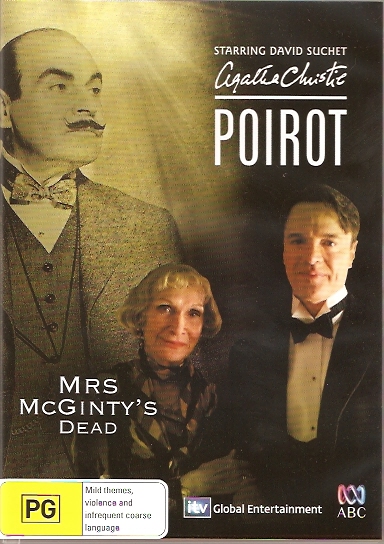 STARRING DAVID SUCHET
Agatha Christie
POIROT
MRS
MCGINTY'S
DEAD
PG
Mild themes,
violence and
infrequent coarse
language
itv Global Entertainment
ABC